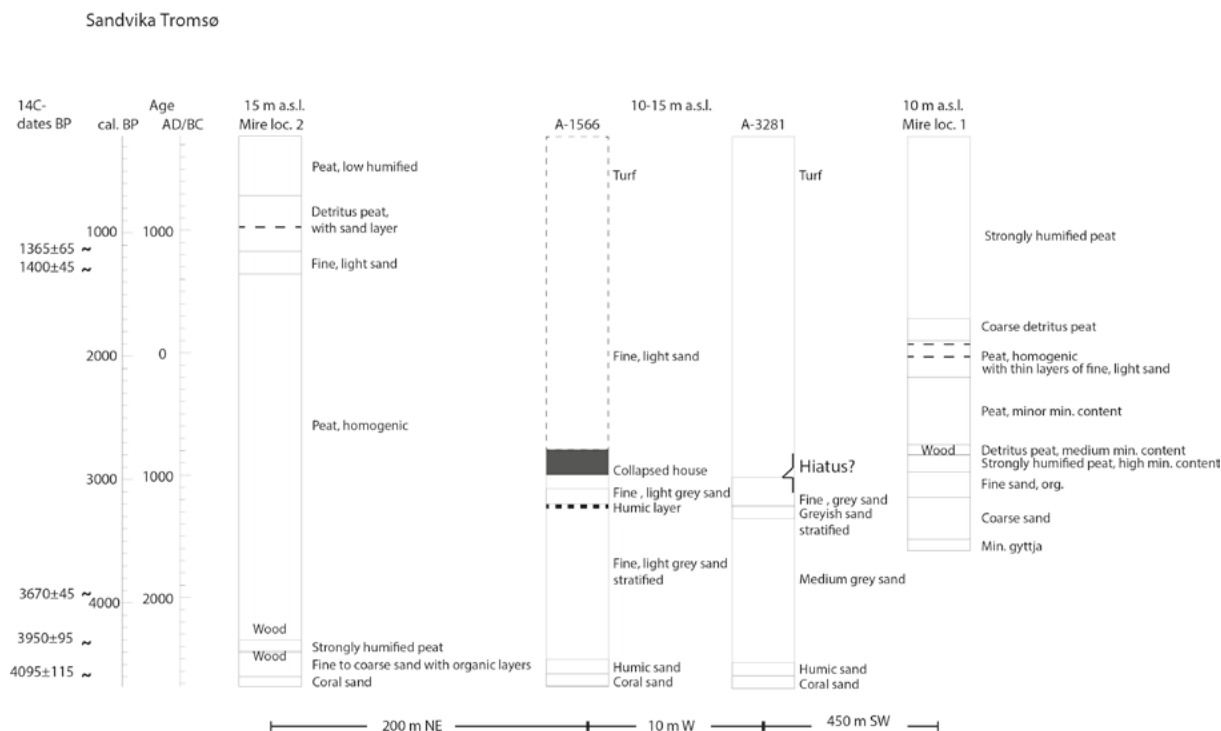 Sandvika Tromsø
14C-
dates BP
Age
cal. BP
AD/BC
15 m a.s.l.
Mire loc. 2
10-15 m a.s.l.
A-1566
A-3281
10 m a.s.l.
Mire loc. 1
1365±65 ~
1400±45 ~
3670±45 ~
3950±95 ~
4095±115 ~
1000
2000
3000
4000
1000
0
1000
2000
Peat, low humified
Detritus peat,
with sand layer
Fine, light sand
Peat, homogenic
Wood
Strongly humified peat
Wood
Fine to coarse sand with organic layers
Coral sand
Turf
Fine, light sand
Collapsed house
Fine , light grey sand
Humic layer
Fine, light grey sand
stratified
Humic sand
Coral sand
Turf
Hiatus?
Fine , grey sand
Greyish sand
stratified
Medium grey sand
Humic sand
Coral sand
Strongly humified peat
Coarse detritus peat
Peat, homogenic
with thin layers of fine, light sand
Peat, minor min. content
Wood
Detritus peat, medium min. content
Strongly humified peat, high min. content
Fine sand, org.
Coarse sand
Min. gyttja
200 m NE
10 m W
450 m SW